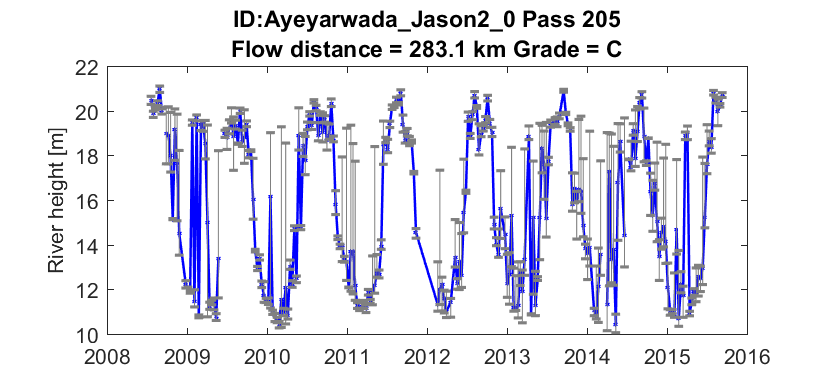 ID:Ayeyarwada_Jason2_0 Pass 205
Flow distance = 283.1 km Grade = C
River height [m]
22
20
18
16
14
12
10
2008 2009 2010 2011 2012 2013 2014 2015 2016